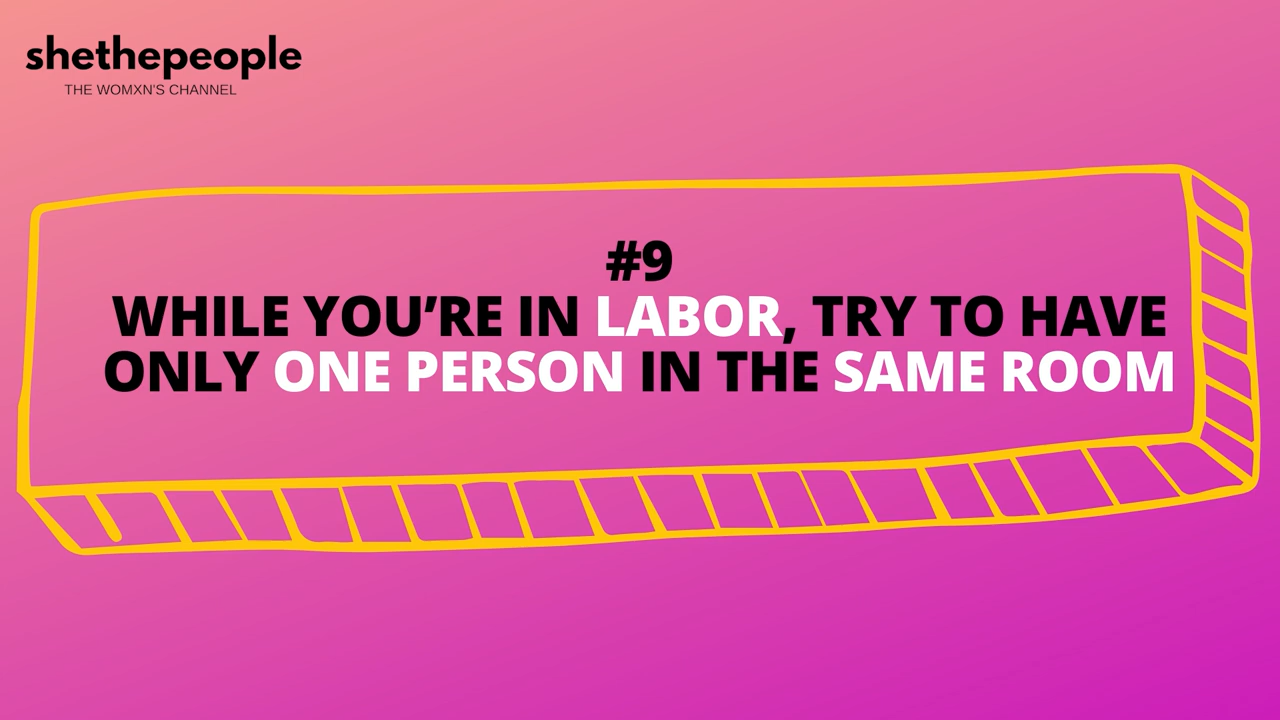 shethepeople
THE WOMXN'S CHANNEL
#9
WHILE YOU’RE IN LABOR, TRY TO HAVE
ONLY ONE PERSON IN THE SAME ROOM